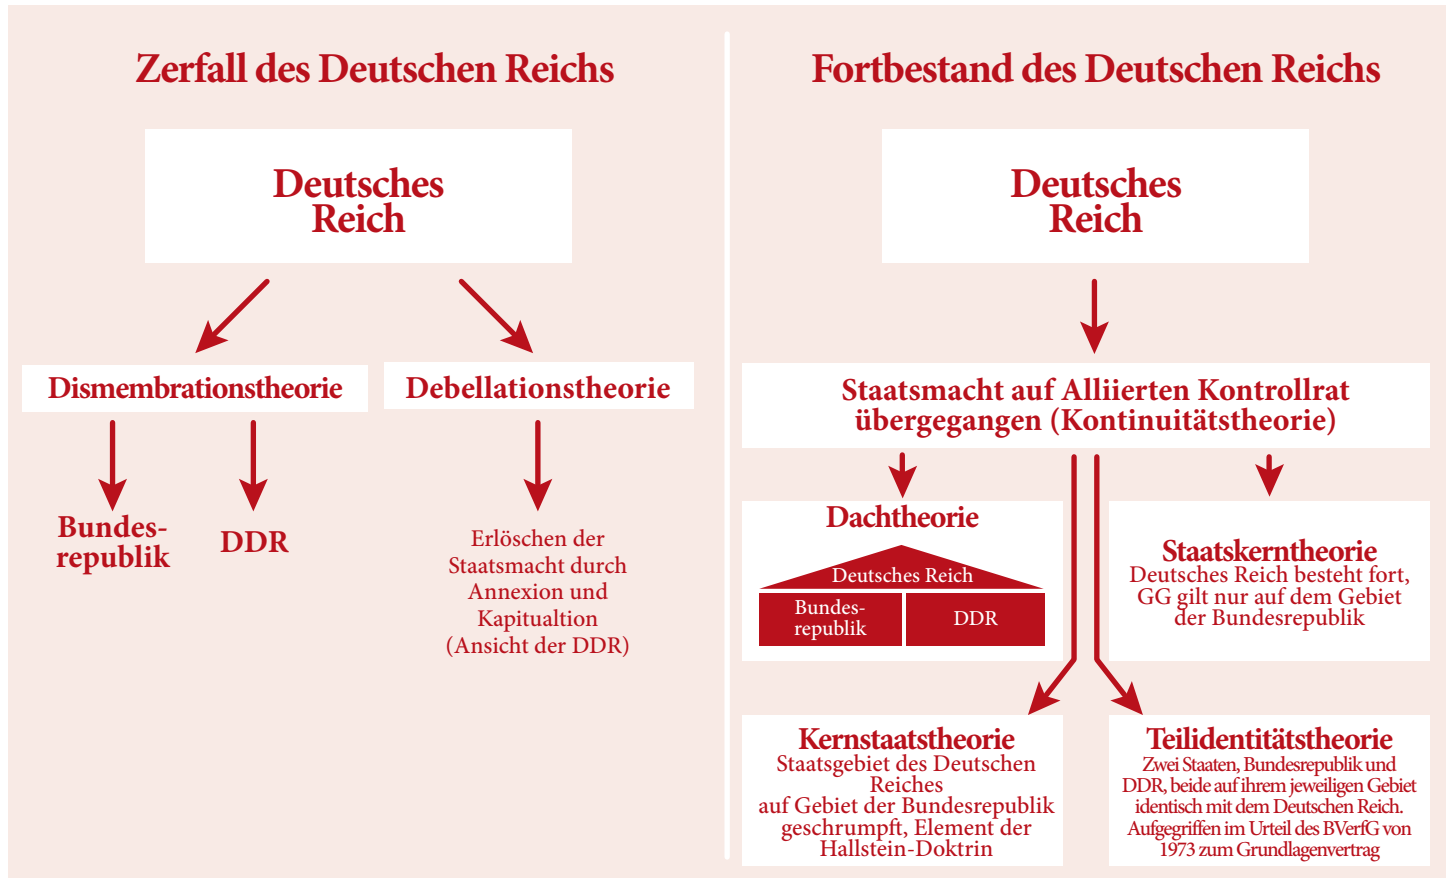 Zerfall des Deutschen Reichs
Deutsches
Reich
Dismembrationstheorie
Debellationstheorie
Bundes-
republik
DDR
Erlöschen der
Staatsmacht durch
Annexion und
Kapitualtion
(Ansicht der DDR)
Fortbestand des Deutschen Reichs
Deutsches
Reich
Staatsmacht auf Alliierten Kontrollrat
übergegangen (Kontinuitätstheorie)
Dachtheorie
Deutsches Reich
Bundes-
republik
DDR
Staatskerntheorie
Deutsches Reich besteht fort,
GG gilt nur auf dem Gebiet
der Bundesrepublik
Kernstaatstheorie
Staatsgebiet des Deutschen
Reiches
auf Gebiet der Bundesrepublik
geschrumpft, Element der
Hallstein-Doktrin
Teilidentitätstheorie
Zwei Staaten, Bundesrepublik und
DDR, beide auf ihrem jeweiligen Gebiet
identisch mit dem Deutschen Reich.
Aufgegriffen im Urteil des BVerfG von
1973 zum Grundlagenvertrag